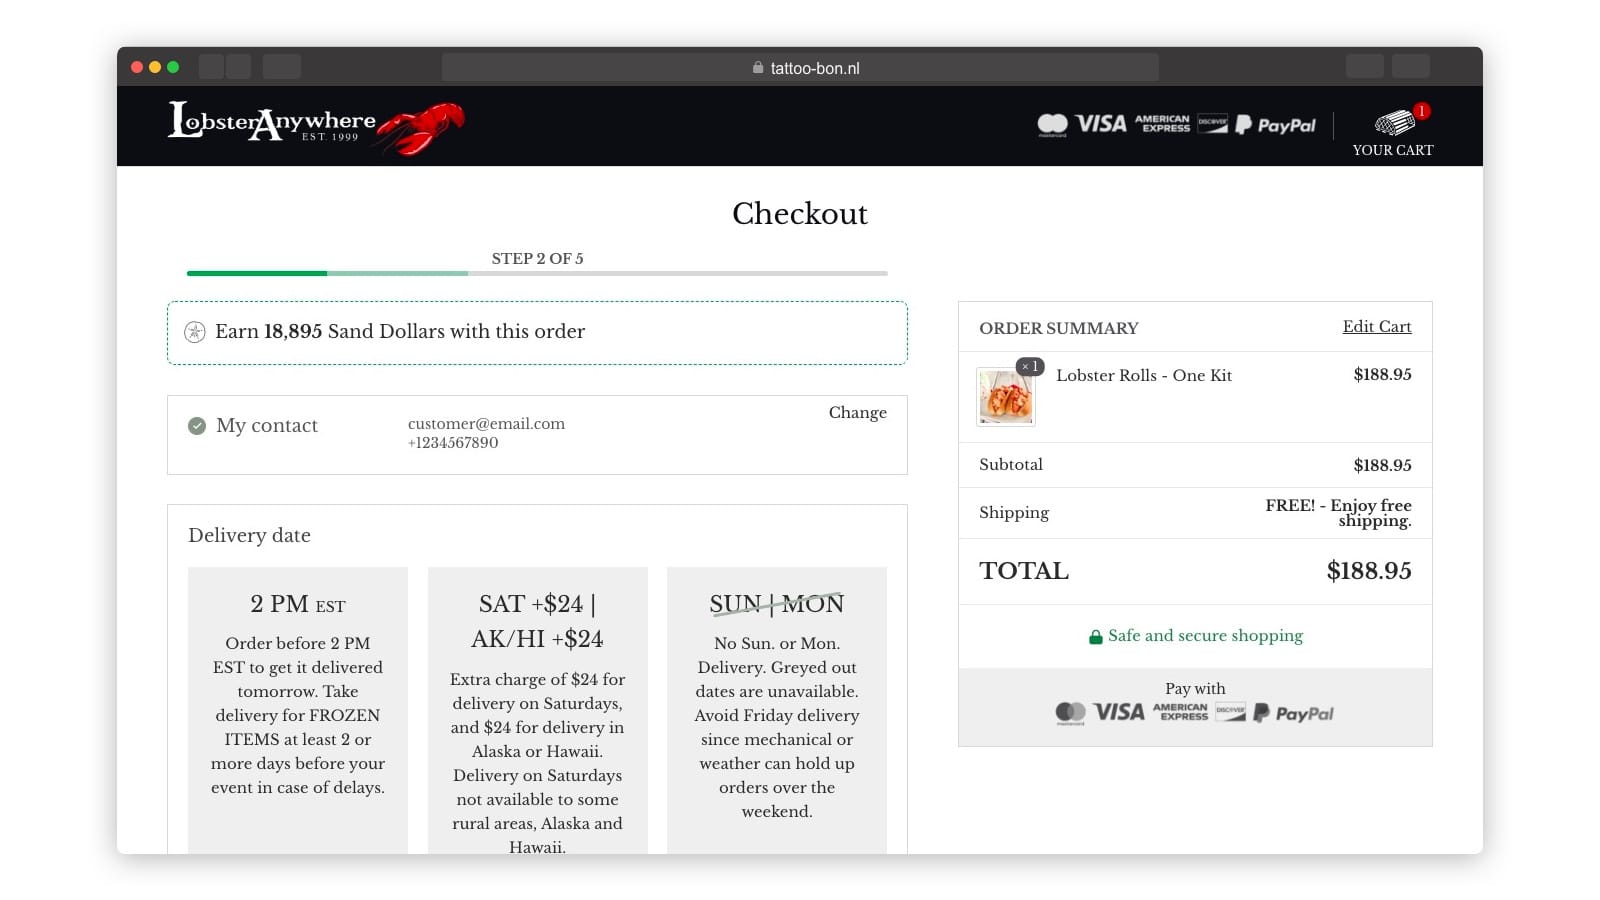 tattoo-bon.nl
LobsterAnywhere
EST. 1999
mastercard VISA AMERICAN EXPRESS DISCOVER PayPal
1
YOUR CART
Checkout
STEP 2 OF 5
Earn 18,895 Sand Dollars with this order
My contact
customer@email.com
+1234567890
Change
Delivery date
2 PM EST
Order before 2 PM
EST to get it delivered
tomorrow. Take
delivery for FROZEN
ITEMS at least 2 or
more days before your
event in case of delays.
SAT +$24 |
AK/HI +$24
Extra charge of $24 for
delivery on Saturdays,
and $24 for delivery in
Alaska or Hawaii.
Delivery on Saturdays
not available to some
rural areas, Alaska and
Hawaii.
SUN | MON
No Sun. or Mon.
Delivery. Greyed out
dates are unavailable.
Avoid Friday delivery
since mechanical or
weather can hold up
orders over the
weekend.
ORDER SUMMARY
Edit Cart
× 1
Lobster Rolls - One Kit
$188.95
Subtotal
$188.95
Shipping
FREE! - Enjoy free
shipping.
TOTAL
$188.95
Safe and secure shopping
Pay with
mastercard VISA AMERICAN EXPRESS DISCOVER PayPal